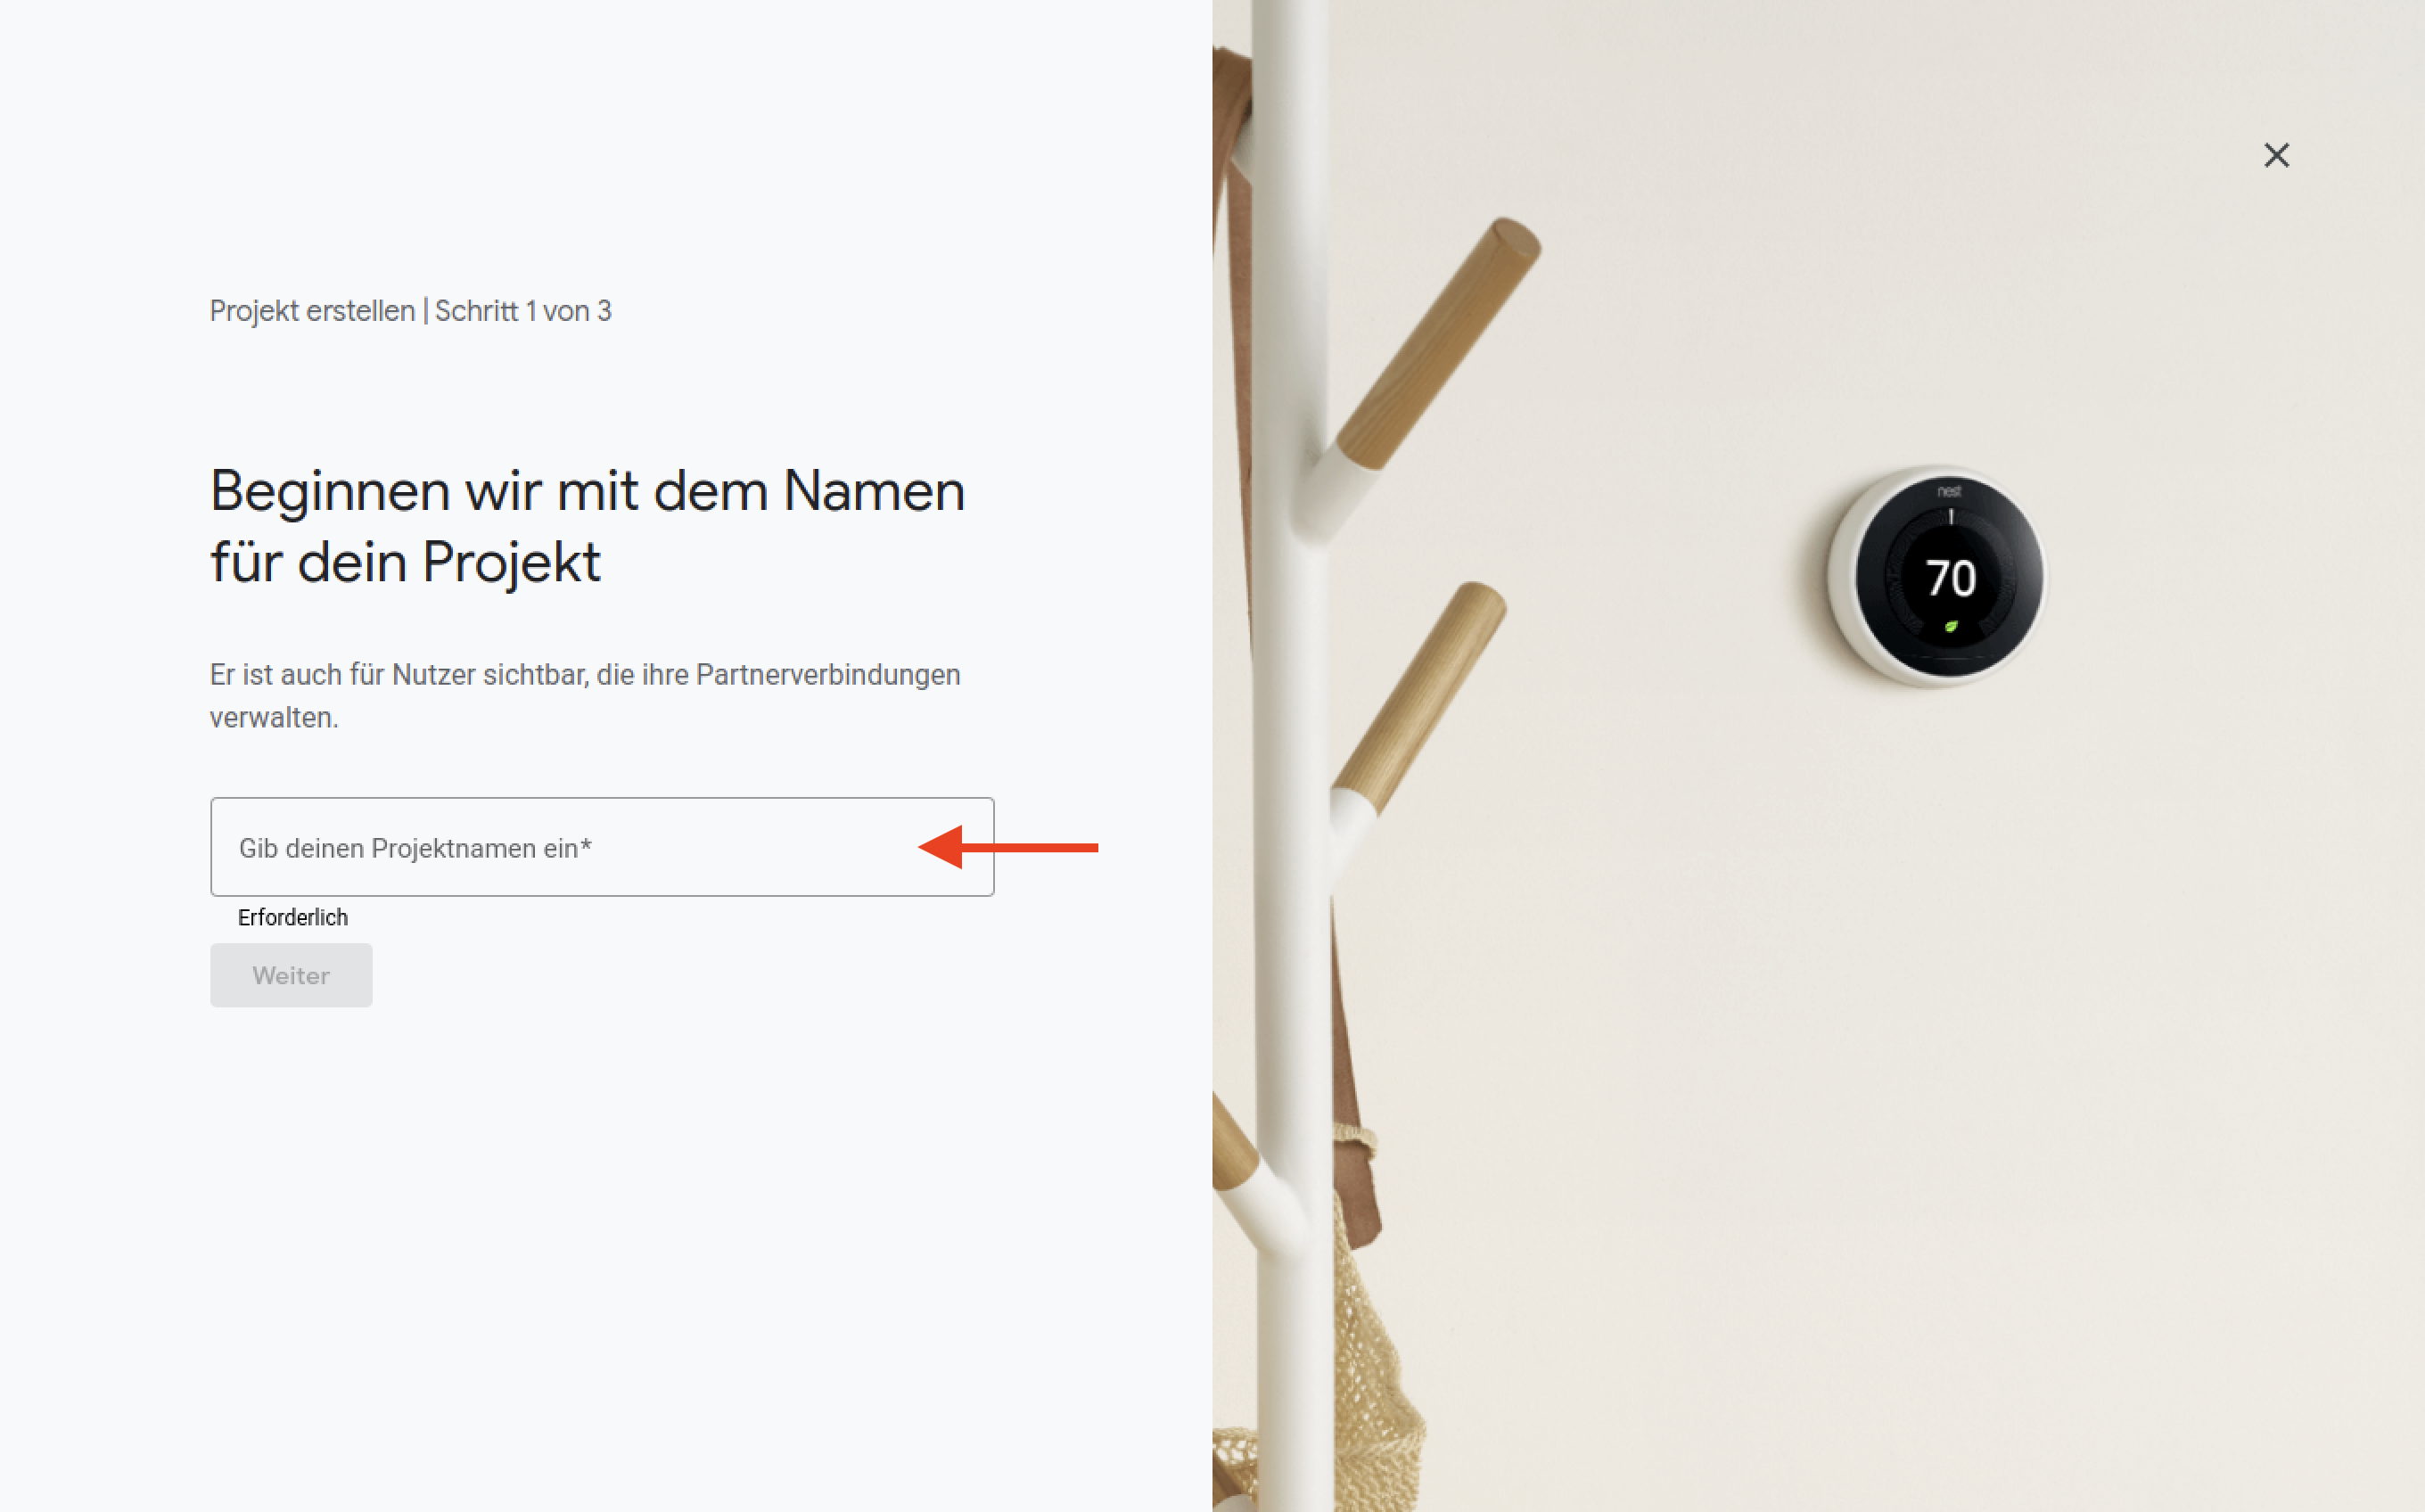 Projekt erstellen | Schritt 1 von 3
Beginnen wir mit dem Namen
für dein Projekt
Er ist auch für Nutzer sichtbar, die ihre Partnerverbindungen
verwalten.
Gib deinen Projektnamen ein*
Erforderlich
Weiter
nest
70